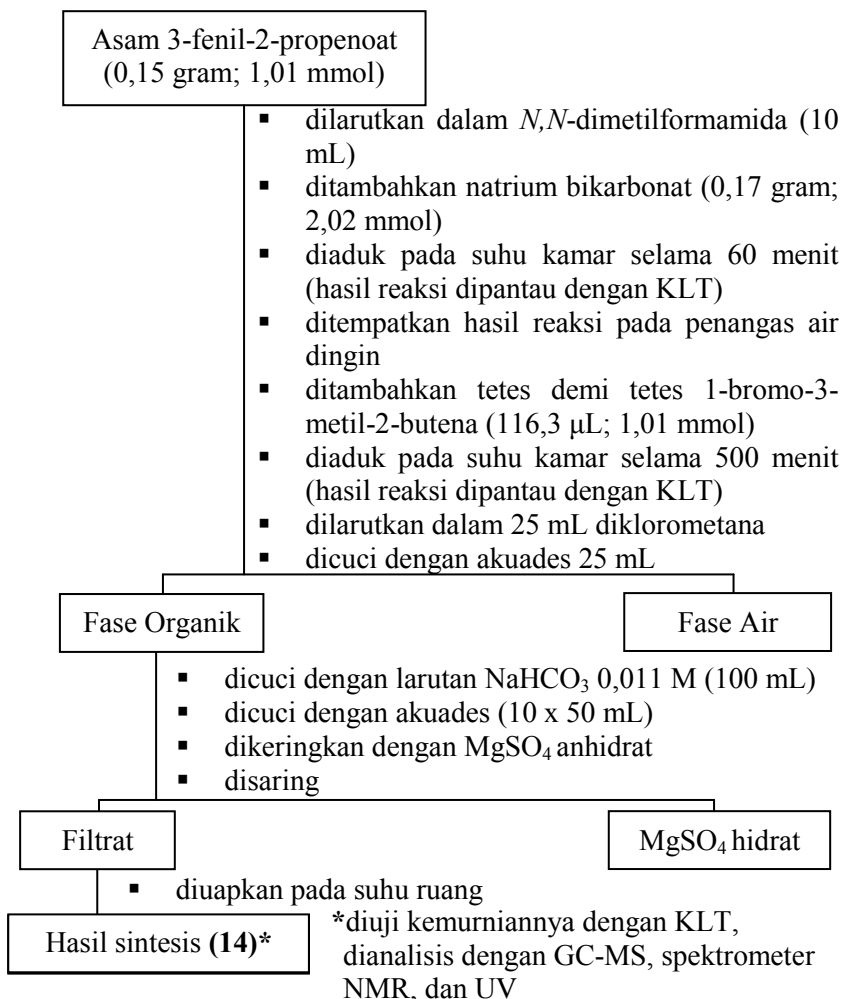 Asam 3-fenil-2-propenoat
(0,15 gram; 1,01 mmol)
▪ dilarutkan dalam N,N-dimetilformamida (10
mL)
▪ ditambahkan natrium bikarbonat (0,17 gram;
2,02 mmol)
▪ diaduk pada suhu kamar selama 60 menit
(hasil reaksi dipantau dengan KLT)
▪ ditempatkan hasil reaksi pada penangas air
dingin
▪ ditambahkan tetes demi tetes 1-bromo-3-
metil-2-butena (116,3 μL; 1,01 mmol)
▪ diaduk pada suhu kamar selama 500 menit
(hasil reaksi dipantau dengan KLT)
▪ dilarutkan dalam 25 mL diklorometana
▪ dicuci dengan akuades 25 mL
Fase Organik
Fase Air
▪ dicuci dengan larutan NaHCO₃ 0,011 M (100 mL)
▪ dicuci dengan akuades (10 x 50 mL)
▪ dikeringkan dengan MgSO₄ anhidrat
▪ disaring
Filtrat
MgSO₄ hidrat
▪ diuapkan pada suhu ruang
Hasil sintesis (14)*
*diuji kemurniannya dengan KLT,
dianalisis dengan GC-MS, spektrometer
NMR, dan UV